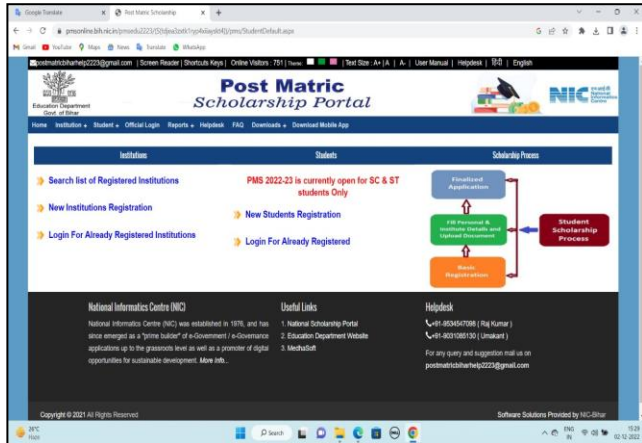 Google Translate
Post Matric Scholarship
pmsonline.bih.nic.in/pmsedu2223/
/pms/StudentDefault.aspx
Gmail YouTube Maps News Translate WhatsApp
postmatricbiharhelp2223@gmail.com | Screen Reader | Shortcuts Keys | Online Visitors : 751 | Theme: | Text Size : A+ | A | A- | User Manual | Helpdesk | हिंदी | English
Education Department
Govt. of Bihar
Post Matric
Scholarship Portal
NIC
National
Informatics
Centre
Home Institution Student Official Login Reports Helpdesk FAQ Downloads Download Mobile App
Institutions
Search list of Registered Institutions
New Institutions Registration
Login For Already Registered Institutions
Students
PMS 2022-23 is currently open for SC & ST
students Only
New Students Registration
Login For Already Registered
Scholarship Process
Finalized
Application
Fill Personal &
Institute Details and
Upload Document
Basic
Registration
Student
Scholarship
Process
National Informatics Centre (NIC)
National Informatics Centre (NIC) was established in 1976, and has
since emerged as a "prime builder" of e-Government / e-Governance
applications up to the grassroots level as well as a promoter of digital
opportunities for sustainable development. More Info...
Useful Links
1. National Scholarship Portal
2. Education Department Website
3. MedhaSoft
Helpdesk
+91-9534547098 ( Raj Kumar )
+91-9031085130 ( Umakant )
For any query and suggestion mail us on
postmatricbiharhelp2223@gmail.com
Copyright © 2021 All Rights Reserved
Software Solutions Provided by NIC-Bihar
26°C
Haze
Search
ENG
IN
15:29
02-12-2022